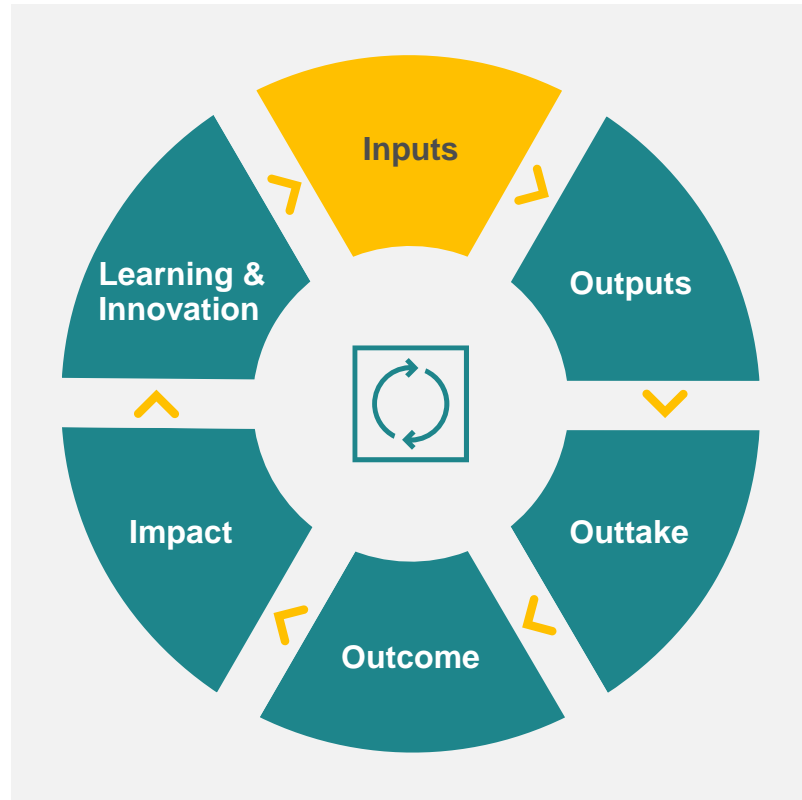 Inputs
Outputs
Outtake
Outcome
Impact
Learning &
Innovation